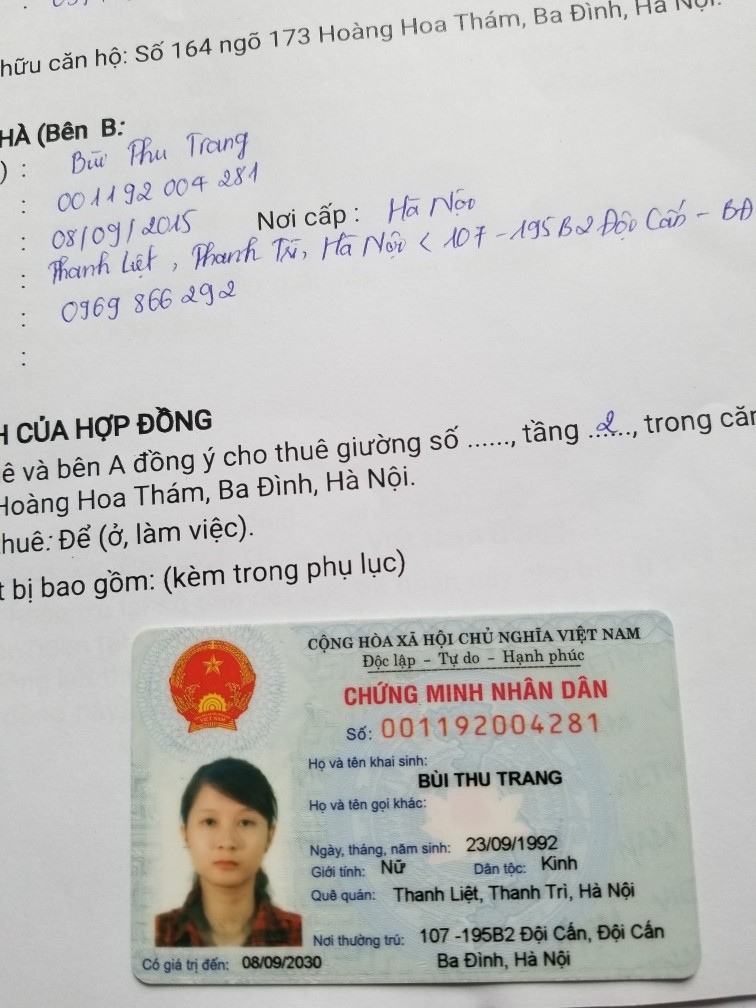 hữu căn hộ: Số 164 ngõ 173 Hoàng Hoa Thám, Ba Đình, Hà Nội.
HÀ (Bên B:
) : Bùi Thu Trang
: 001192004281
: 08/09/2015 Nơi cấp : Hà Nội
: Thanh Liệt, Thanh Trì, Hà Nội < 107-195B2 Đội Cấn - BĐ
: 0969 866 292
:
H CỦA HỢP ĐỒNG
ê và bên A đồng ý cho thuê giường số ......, tầng ..2..., trong căn
Hoàng Hoa Thám, Ba Đình, Hà Nội.
huê: Để (ở, làm việc).
t bị bao gồm: (kèm trong phụ lục)
CỘNG HÒA XÃ HỘI CHỦ NGHĨA VIỆT NAM
Độc lập - Tự do - Hạnh phúc
CHỨNG MINH NHÂN DÂN
Số: 001192004281
Họ và tên khai sinh:
BÙI THU TRANG
Họ và tên gọi khác:
Ngày, tháng, năm sinh: 23/09/1992
Giới tính: Nữ Dân tộc: Kinh
Quê quán: Thanh Liệt, Thanh Trì, Hà Nội
Nơi thường trú: 107 -195B2 Đội Cấn, Đội Cấn
Ba Đình, Hà Nội
Có giá trị đến: 08/09/2030